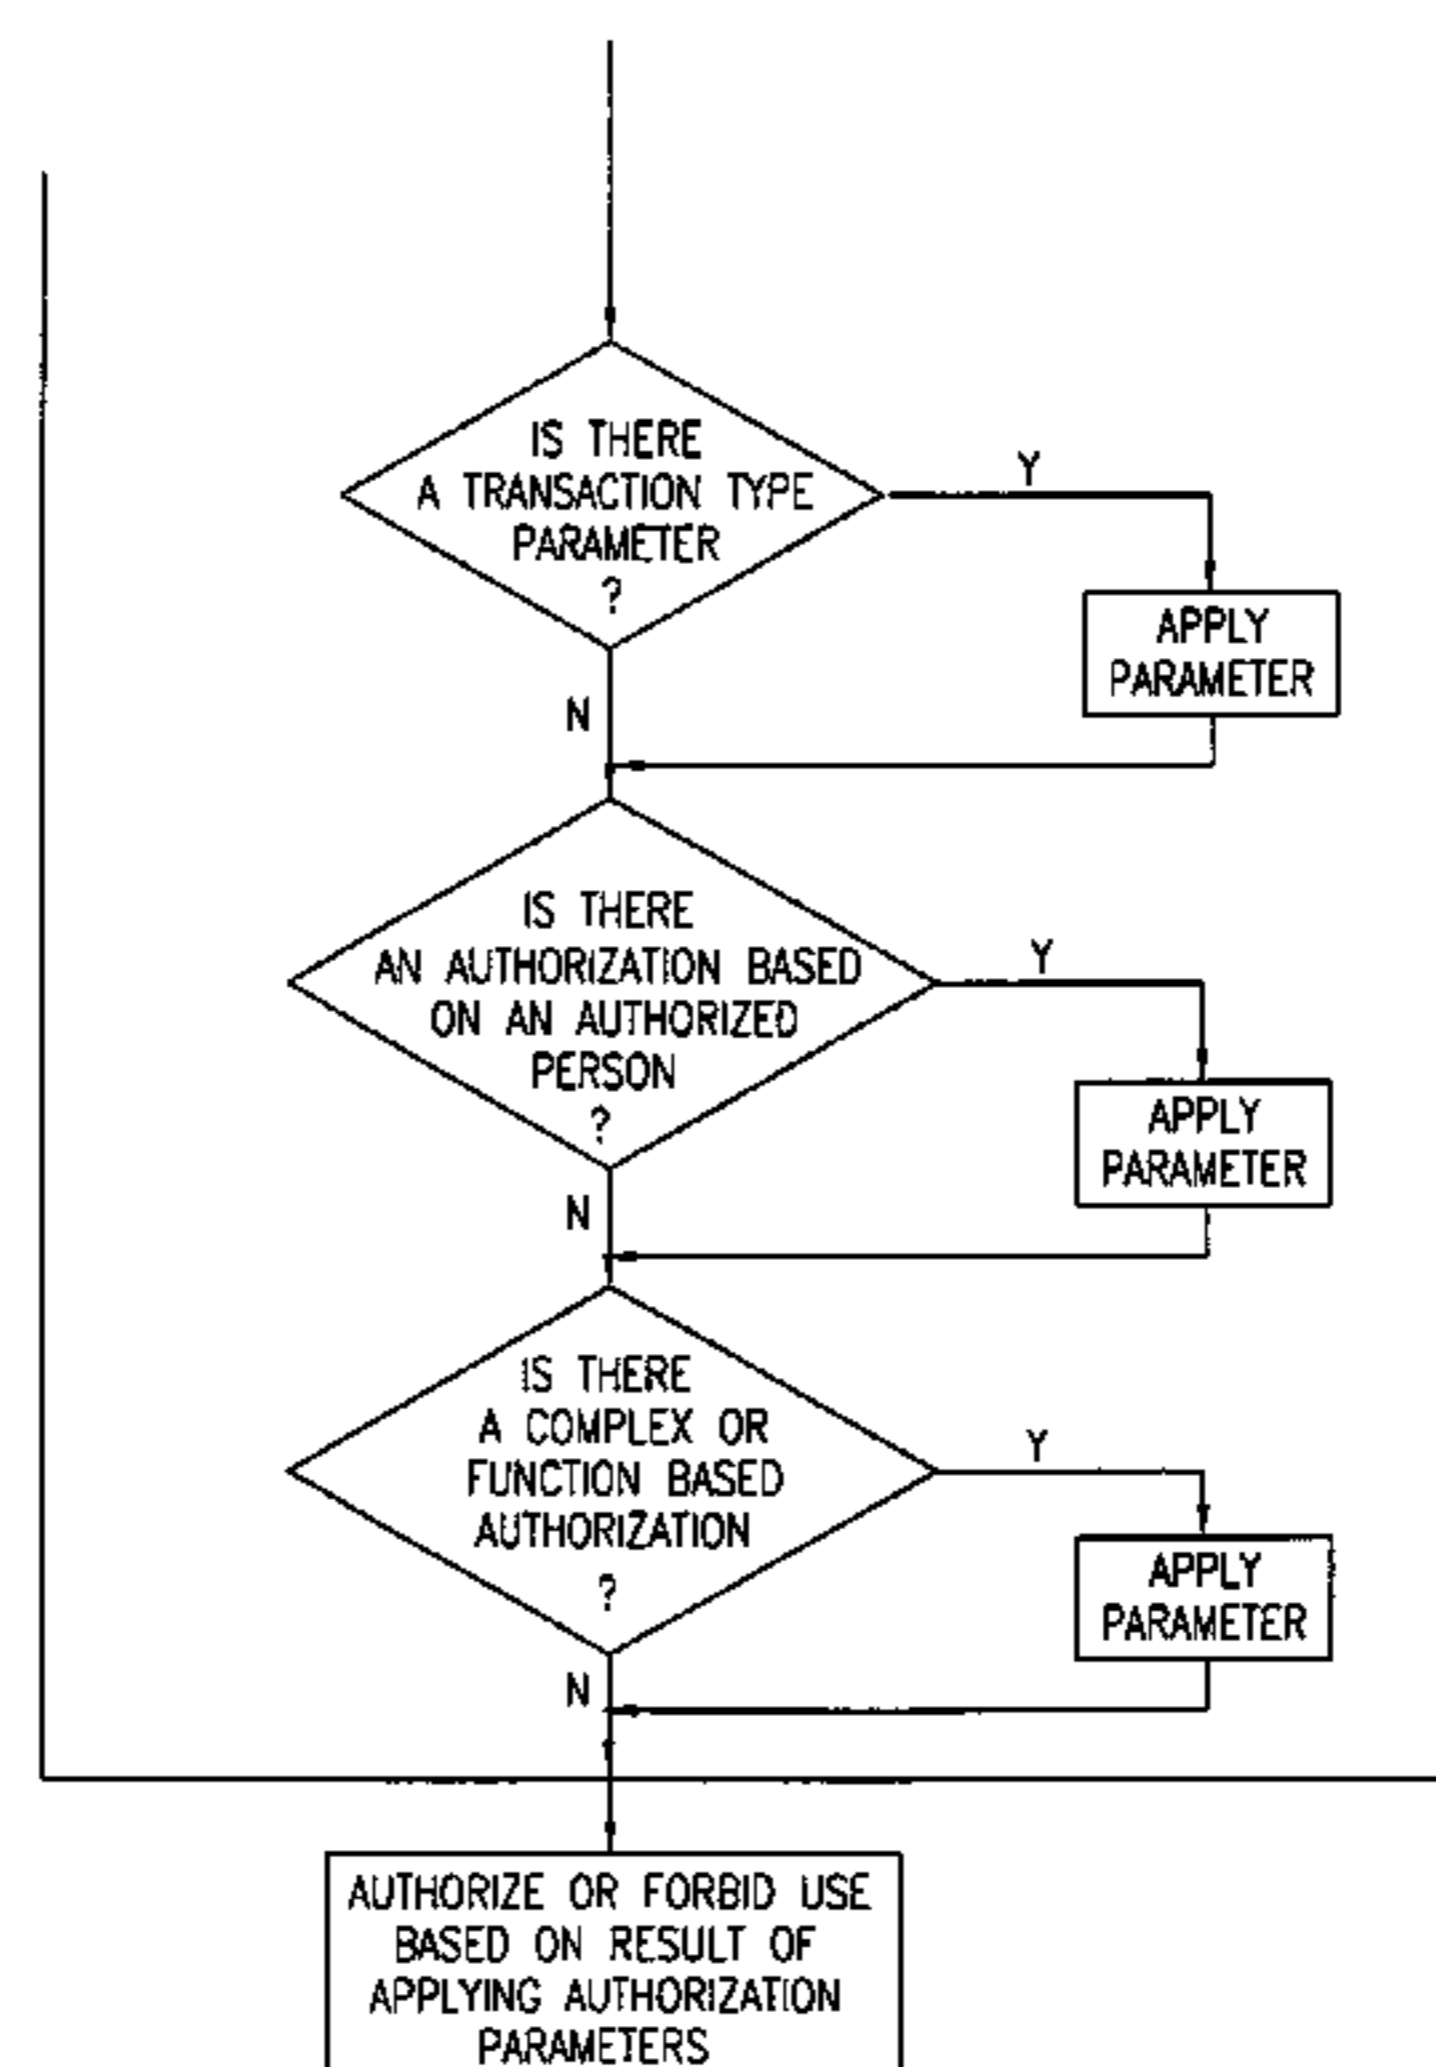 IS THERE
A TRANSACTION TYPE
PARAMETER
?
Y
APPLY
PARAMETER
N
IS THERE
AN AUTHORIZATION BASED
ON AN AUTHORIZED
PERSON
?
Y
APPLY
PARAMETER
N
IS THERE
A COMPLEX OR
FUNCTION BASED
AUTHORIZATION
?
Y
APPLY
PARAMETER
N
AUTHORIZE OR FORBID USE
BASED ON RESULT OF
APPLYING AUTHORIZATION
PARAMETERS